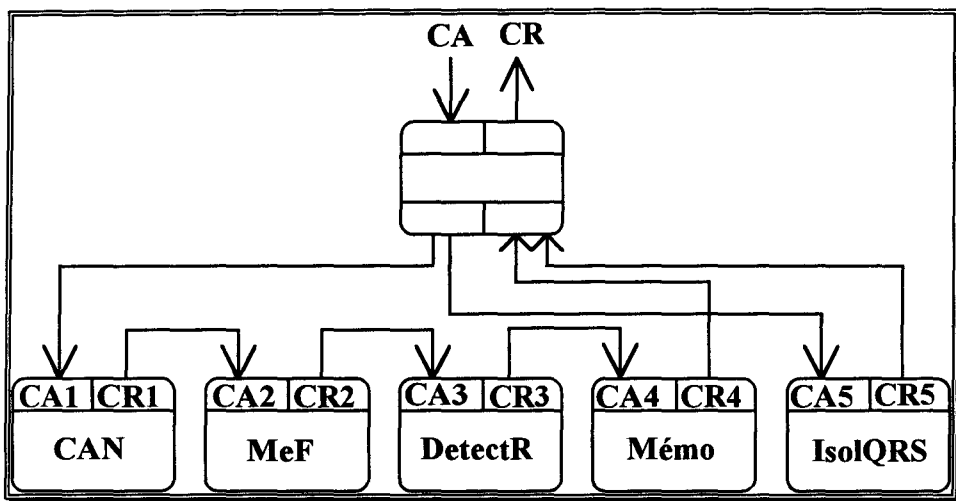 CA CR
CA1 CR1 CA2 CR2 CA3 CR3 CA4 CR4 CA5 CR5
CAN MeF DetectR Mémo IsolQRS